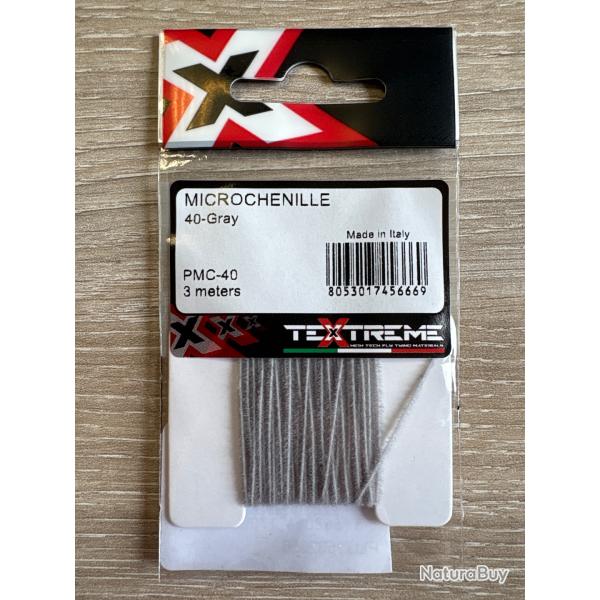 MICROCHENILLE
40-Gray
Made in Italy
PMC-40
3 meters
8053017456669
TEXTREME
HIGH TECH FLY TYING MATERIALS
NaturaBuy